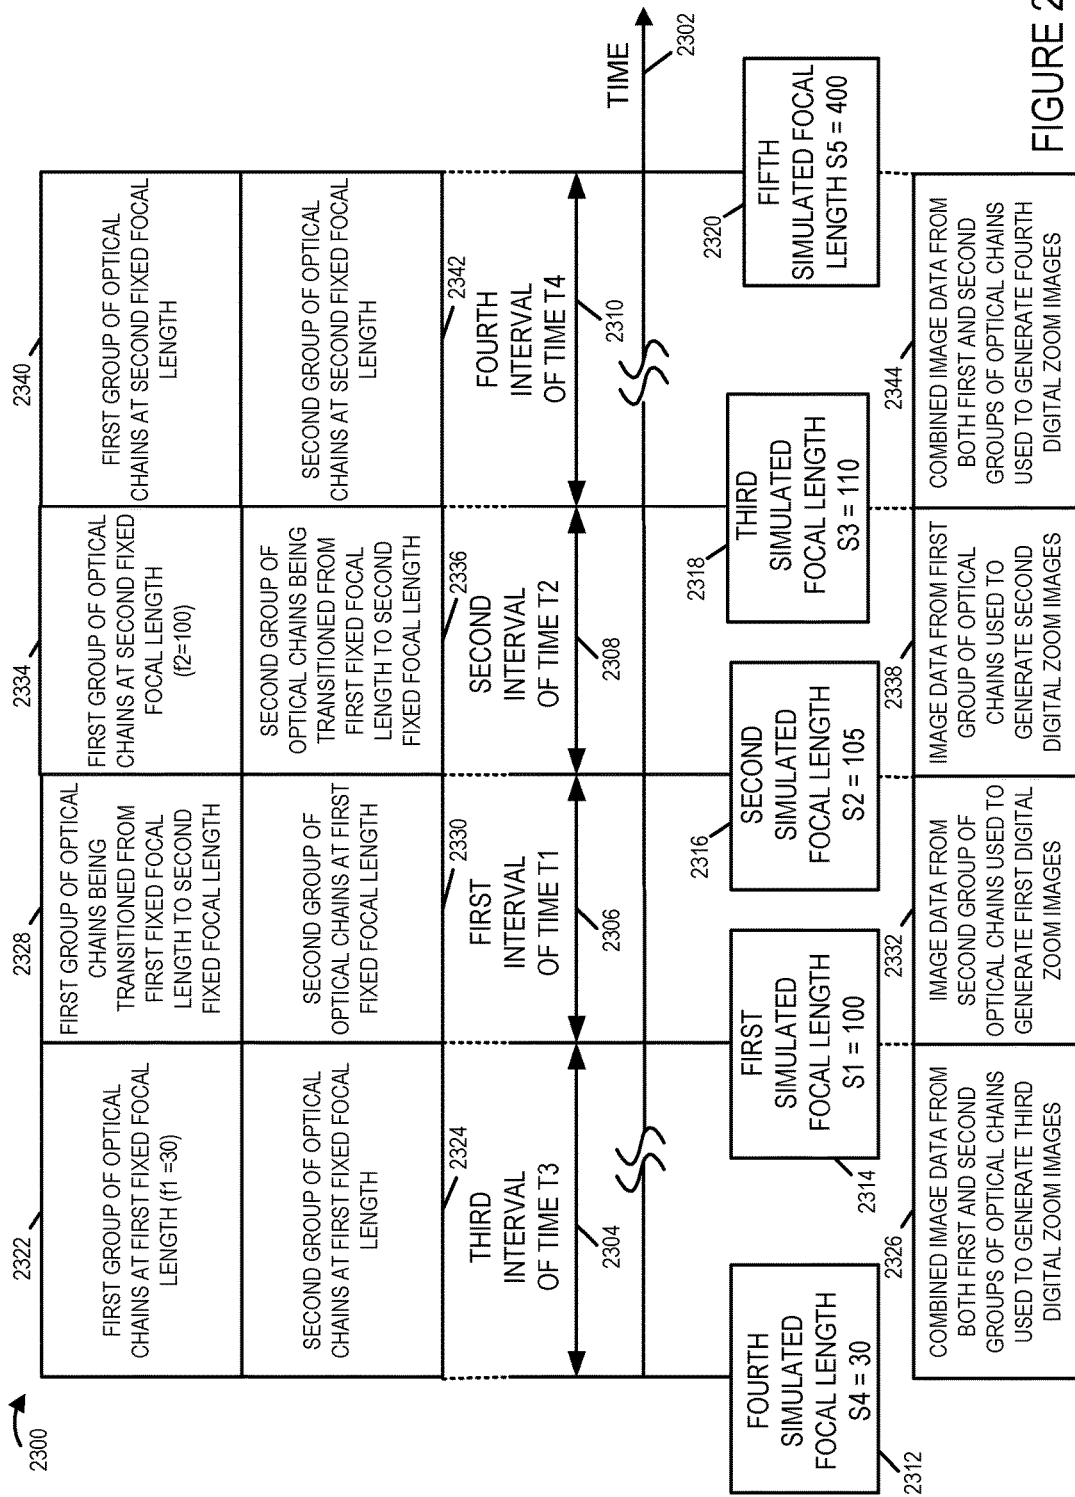 2300
2322
2328
2334
2340
FIRST GROUP OF OPTICAL
CHAINS AT FIRST FIXED FOCAL
LENGTH (f1 =30)
FIRST GROUP OF OPTICAL
CHAINS BEING
TRANSITIONED FROM
FIRST FIXED FOCAL
LENGTH TO SECOND
FIXED FOCAL LENGTH
FIRST GROUP OF OPTICAL
CHAINS AT SECOND FIXED
FOCAL LENGTH
(f2=100)
FIRST GROUP OF OPTICAL
CHAINS AT SECOND FIXED FOCAL
LENGTH
SECOND GROUP OF OPTICAL
CHAINS AT FIRST FIXED FOCAL
LENGTH
SECOND GROUP OF
OPTICAL CHAINS AT FIRST
FIXED FOCAL LENGTH
SECOND GROUP OF
OPTICAL CHAINS BEING
TRANSITIONED FROM
FIRST FIXED FOCAL
LENGTH TO SECOND
FIXED FOCAL LENGTH
SECOND GROUP OF OPTICAL
CHAINS AT SECOND FIXED FOCAL
LENGTH
2324
2330
2336
2342
THIRD
INTERVAL
OF TIME T3
FIRST
INTERVAL
OF TIME T1
SECOND
INTERVAL
OF TIME T2
FOURTH
INTERVAL
OF TIME T4
2304
2306
2308
2310
TIME
2302
FOURTH
SIMULATED
FOCAL LENGTH
S4 = 30
2312
FIRST
SIMULATED
FOCAL LENGTH
S1 = 100
2314
SECOND
SIMULATED
FOCAL LENGTH
S2 = 105
2316
THIRD
SIMULATED
FOCAL LENGTH
S3 = 110
2318
FIFTH
SIMULATED FOCAL
LENGTH S5 = 400
2320
2326
2332
2338
2344
COMBINED IMAGE DATA FROM
BOTH FIRST AND SECOND
GROUPS OF OPTICAL CHAINS
USED TO GENERATE THIRD
DIGITAL ZOOM IMAGES
IMAGE DATA FROM
SECOND GROUP OF
OPTICAL CHAINS USED TO
GENERATE FIRST DIGITAL
ZOOM IMAGES
IMAGE DATA FROM FIRST
GROUP OF OPTICAL
CHAINS USED TO
GENERATE SECOND
DIGITAL ZOOM IMAGES
COMBINED IMAGE DATA FROM
BOTH FIRST AND SECOND
GROUPS OF OPTICAL CHAINS
USED TO GENERATE FOURTH
DIGITAL ZOOM IMAGES
FIGURE 2